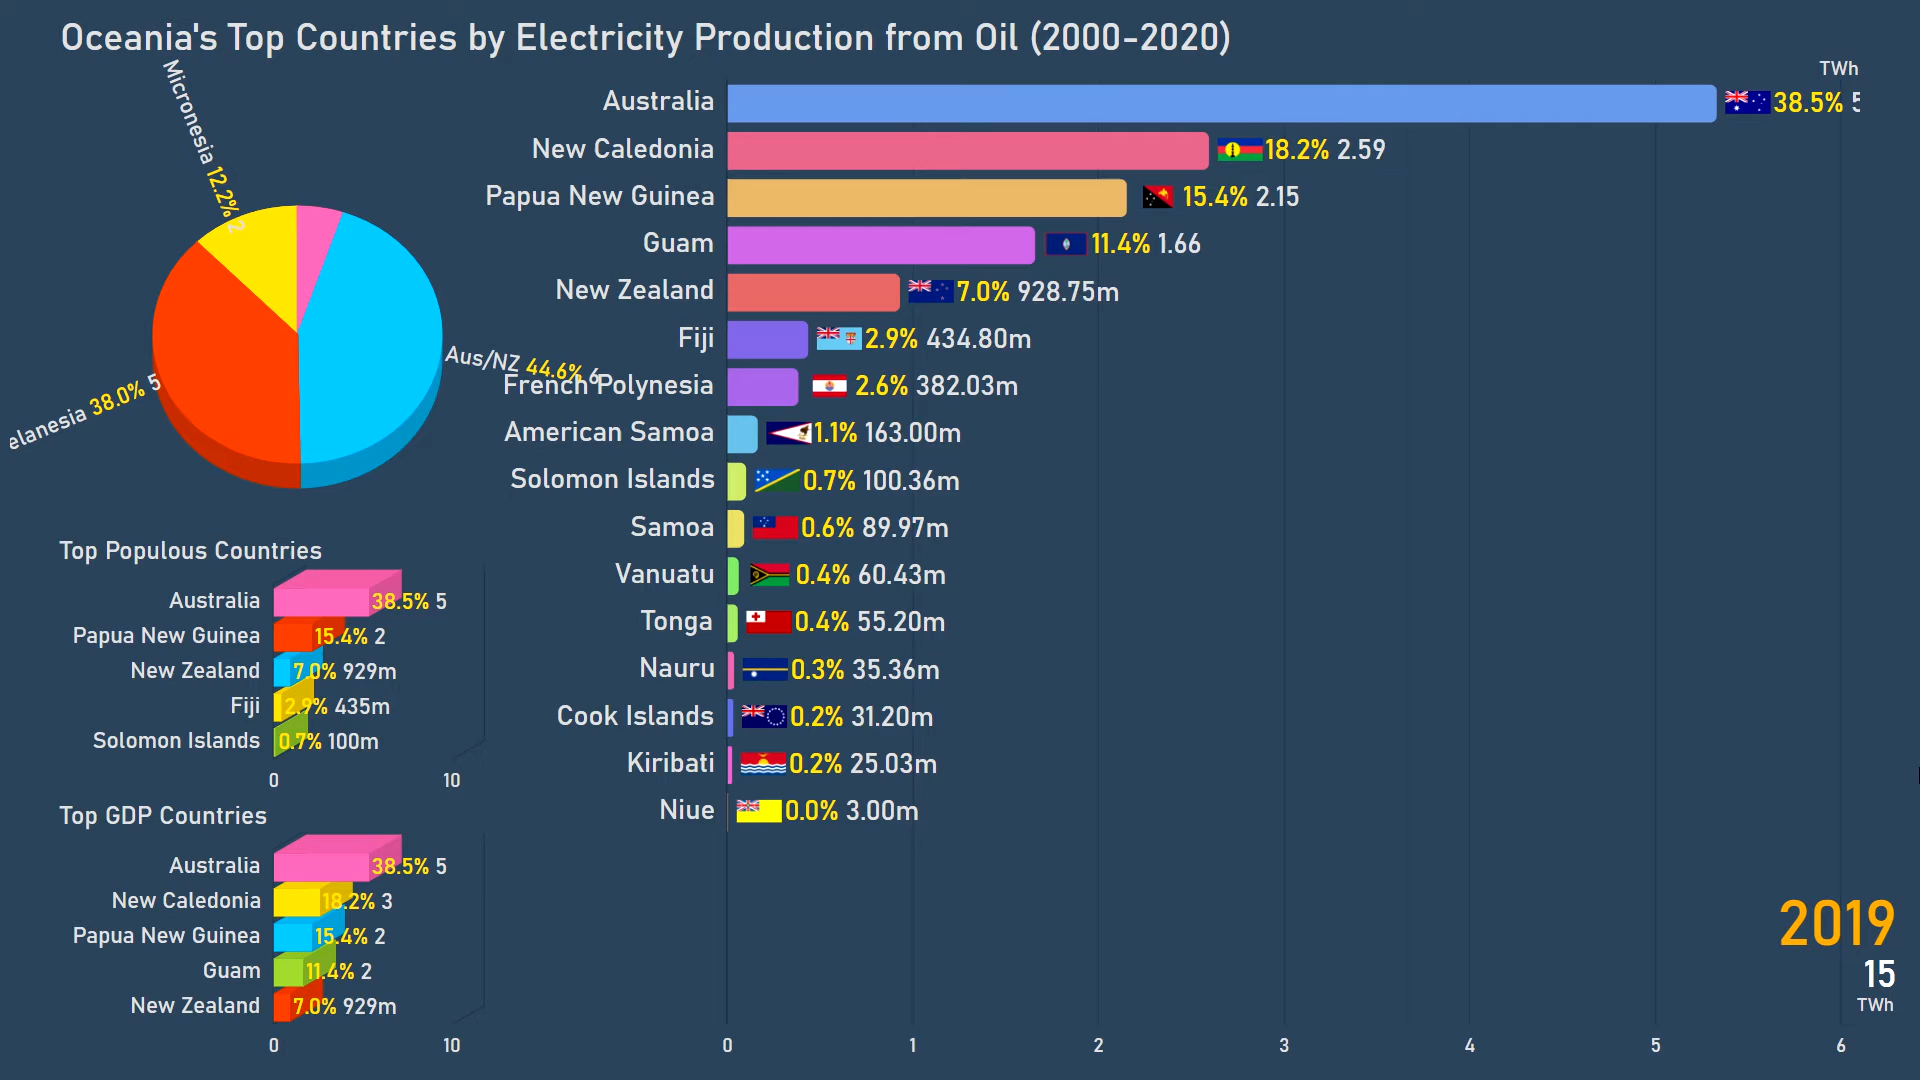 Oceania's Top Countries by Electricity Production from Oil (2000-2020)
TWh
Australia 38.5% 5
New Caledonia 18.2% 2.59
Papua New Guinea 15.4% 2.15
Guam 11.4% 1.66
New Zealand 7.0% 928.75m
Fiji 2.9% 434.80m
French Polynesia 2.6% 382.03m
American Samoa 1.1% 163.00m
Solomon Islands 0.7% 100.36m
Samoa 0.6% 89.97m
Vanuatu 0.4% 60.43m
Tonga 0.4% 55.20m
Nauru 0.3% 35.36m
Cook Islands 0.2% 31.20m
Kiribati 0.2% 25.03m
Niue 0.0% 3.00m
0 1 2 3 4 5 6
Micronesia 12.2% 2
Aus/NZ 44.6% 6
elanesia 38.0% 5
Top Populous Countries
Australia 38.5% 5
Papua New Guinea 15.4% 2
New Zealand 7.0% 929m
Fiji 2.9% 435m
Solomon Islands 0.7% 100m
0 10
Top GDP Countries
Australia 38.5% 5
New Caledonia 18.2% 3
Papua New Guinea 15.4% 2
Guam 11.4% 2
New Zealand 7.0% 929m
0 10
2019
15
TWh